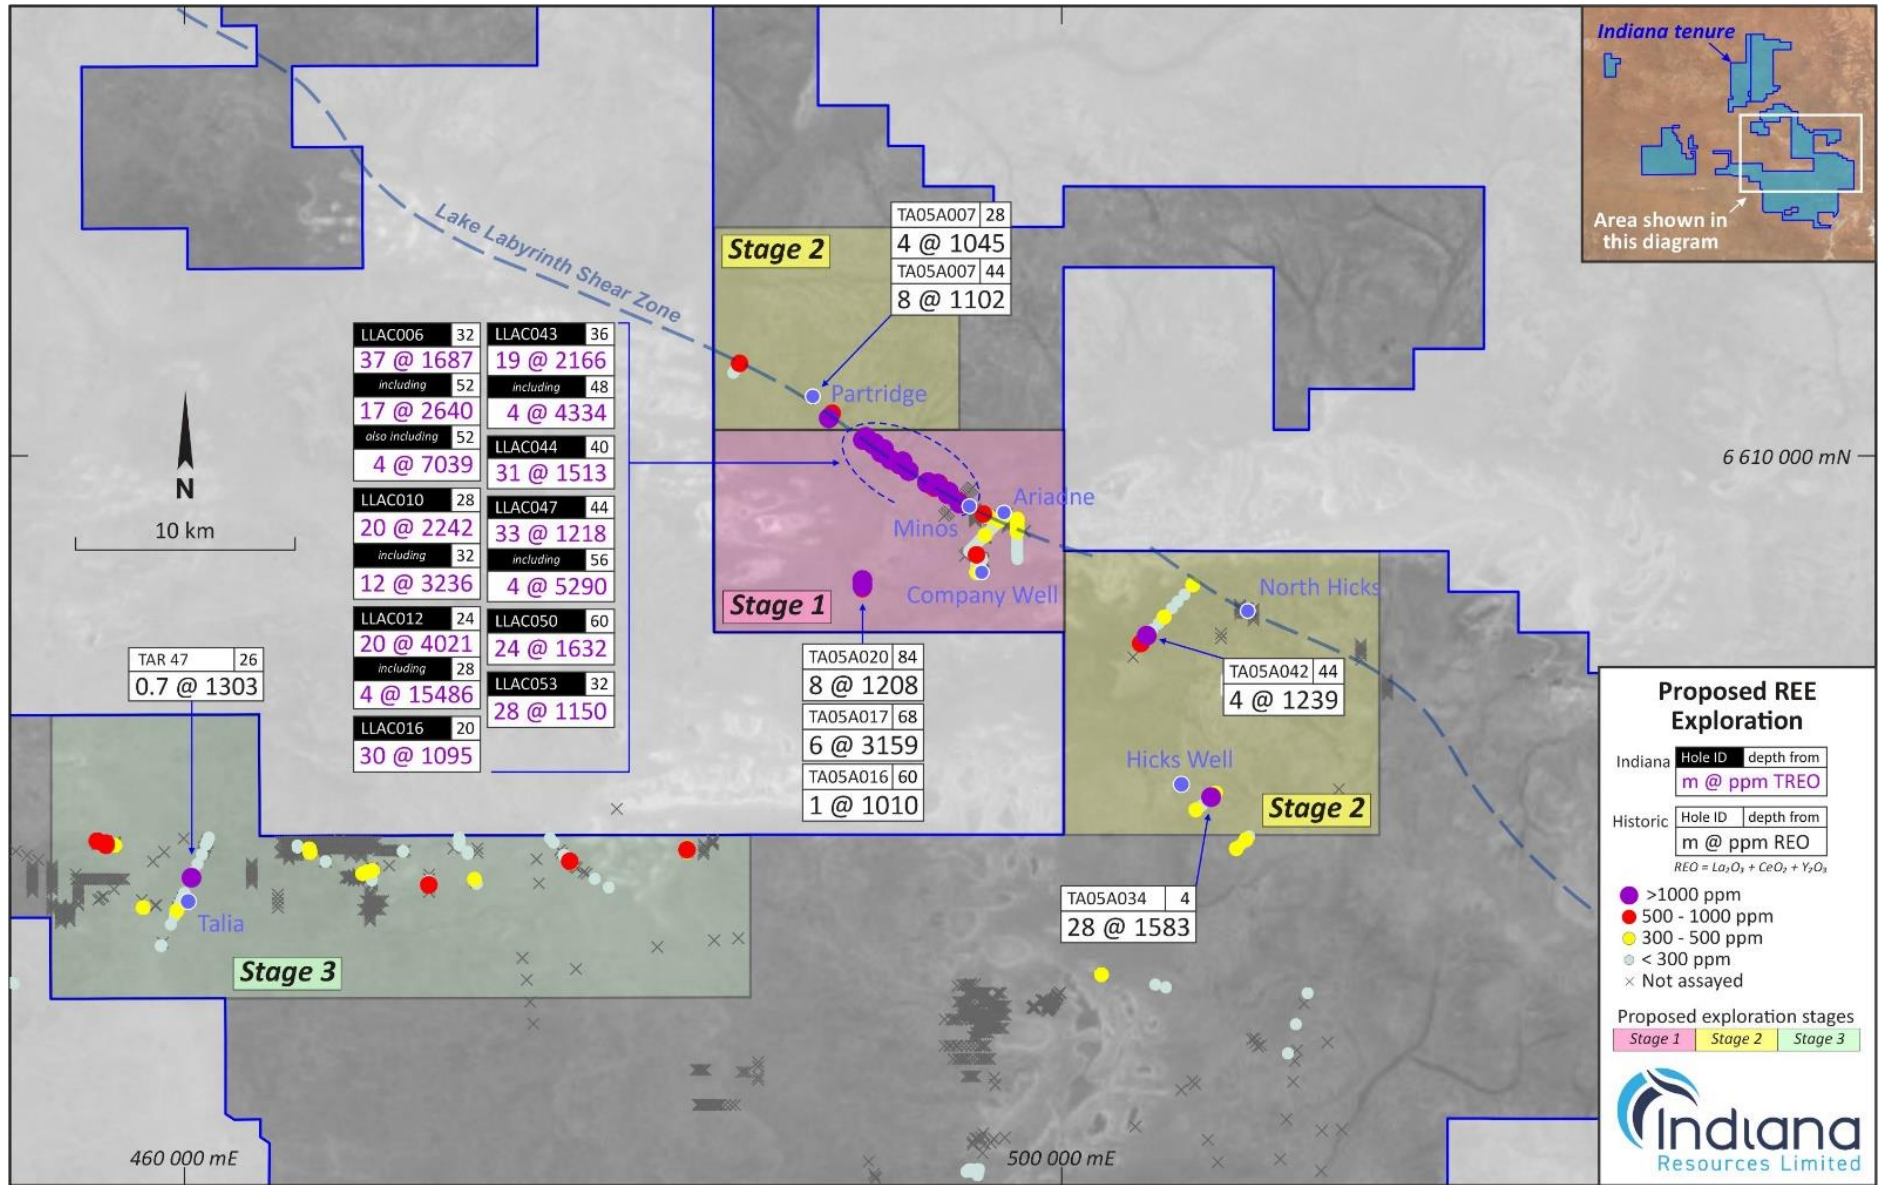 Indiana tenure
Area shown in
this diagram
Lake Labyrinth Shear Zone
Stage 2
TA05A007 28
4 @ 1045
TA05A007 44
8 @ 1102
Partridge
LLAC006 32
37 @ 1687
including 52
17 @ 2640
also including 52
4 @ 7039
LLAC010 28
20 @ 2242
including 32
12 @ 3236
LLAC012 24
20 @ 4021
including 28
4 @ 15486
LLAC016 20
30 @ 1095
LLAC043 36
19 @ 2166
including 48
4 @ 4334
LLAC044 40
31 @ 1513
LLAC047 44
33 @ 1218
including 56
4 @ 5290
LLAC050 60
24 @ 1632
LLAC053 32
28 @ 1150
N
10 km
6 610 000 mN
Ariadne
Minos
Company Well
Stage 1
North Hicks
TAR 47 26
0.7 @ 1303
TA05A020 84
8 @ 1208
TA05A017 68
6 @ 3159
TA05A016 60
1 @ 1010
TA05A042 44
4 @ 1239
Hicks Well
Stage 2
TA05A034 4
28 @ 1583
Talia
Stage 3
460 000 mE
500 000 mE
Proposed REE
Exploration
Indiana
Hole ID depth from
m @ ppm TREO
Historic
Hole ID depth from
m @ ppm REO
REO = La₂O₃ + CeO₂ + Y₂O₃
>1000 ppm
500 - 1000 ppm
300 - 500 ppm
< 300 ppm
Not assayed
Proposed exploration stages
Stage 1 Stage 2 Stage 3
Indiana
Resources Limited